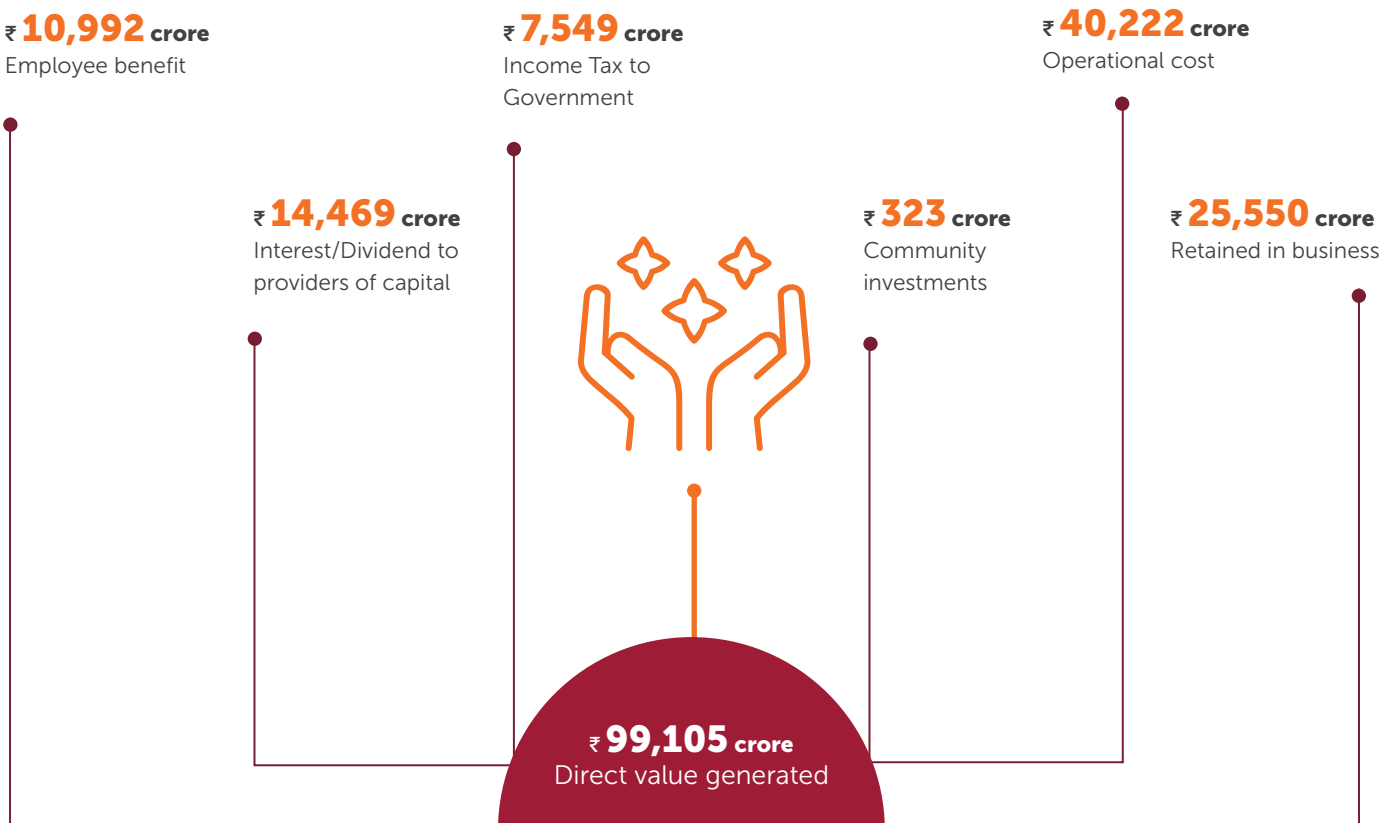 ₹ 10,992 crore
Employee benefit
₹ 7,549 crore
Income Tax to
Government
₹ 40,222 crore
Operational cost
₹ 14,469 crore
Interest/Dividend to
providers of capital
₹ 323 crore
Community
investments
₹ 25,550 crore
Retained in business
₹ 99,105 crore
Direct value generated